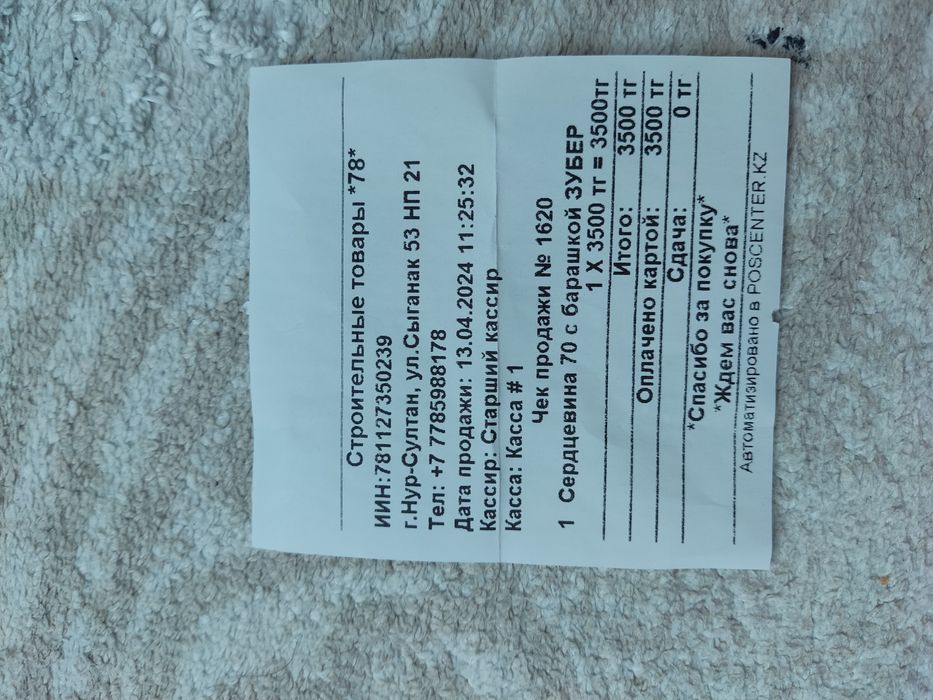 Строительные товары *78*
ИИН:781127350239
г.Нур-Султан, ул.Сыганак 53 НП 21
Тел: +7 7785988178
Дата продажи: 13.04.2024 11:25:32
Кассир: Старший кассир
Касса: Касса # 1
Чек продажи № 1620
1 Сердцевина 70 с барашкой ЗУБЕР
1 X 3500 тг = 3500тг
Итого: 3500 тг
Оплачено картой: 3500 тг
Сдача: 0 тг
*Спасибо за покупку*
*Ждем вас снова*
Автоматизировано в POSCENTER.KZ